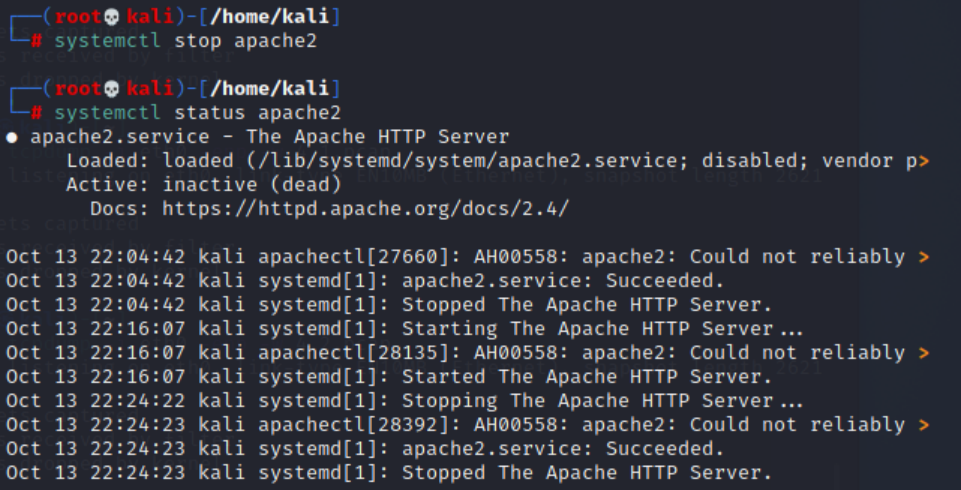 ┌──(root💀kali)-[/home/kali]
└─# systemctl stop apache2
┌──(root💀kali)-[/home/kali]
└─# systemctl status apache2
● apache2.service - The Apache HTTP Server
Loaded: loaded (/lib/systemd/system/apache2.service; disabled; vendor p>
Active: inactive (dead)
Docs: https://httpd.apache.org/docs/2.4/
Oct 13 22:04:42 kali apachectl[27660]: AH00558: apache2: Could not reliably >
Oct 13 22:04:42 kali systemd[1]: apache2.service: Succeeded.
Oct 13 22:04:42 kali systemd[1]: Stopped The Apache HTTP Server.
Oct 13 22:16:07 kali systemd[1]: Starting The Apache HTTP Server...
Oct 13 22:16:07 kali apachectl[28135]: AH00558: apache2: Could not reliably >
Oct 13 22:16:07 kali systemd[1]: Started The Apache HTTP Server.
Oct 13 22:24:22 kali systemd[1]: Stopping The Apache HTTP Server...
Oct 13 22:24:23 kali apachectl[28392]: AH00558: apache2: Could not reliably >
Oct 13 22:24:23 kali systemd[1]: apache2.service: Succeeded.
Oct 13 22:24:23 kali systemd[1]: Stopped The Apache HTTP Server.